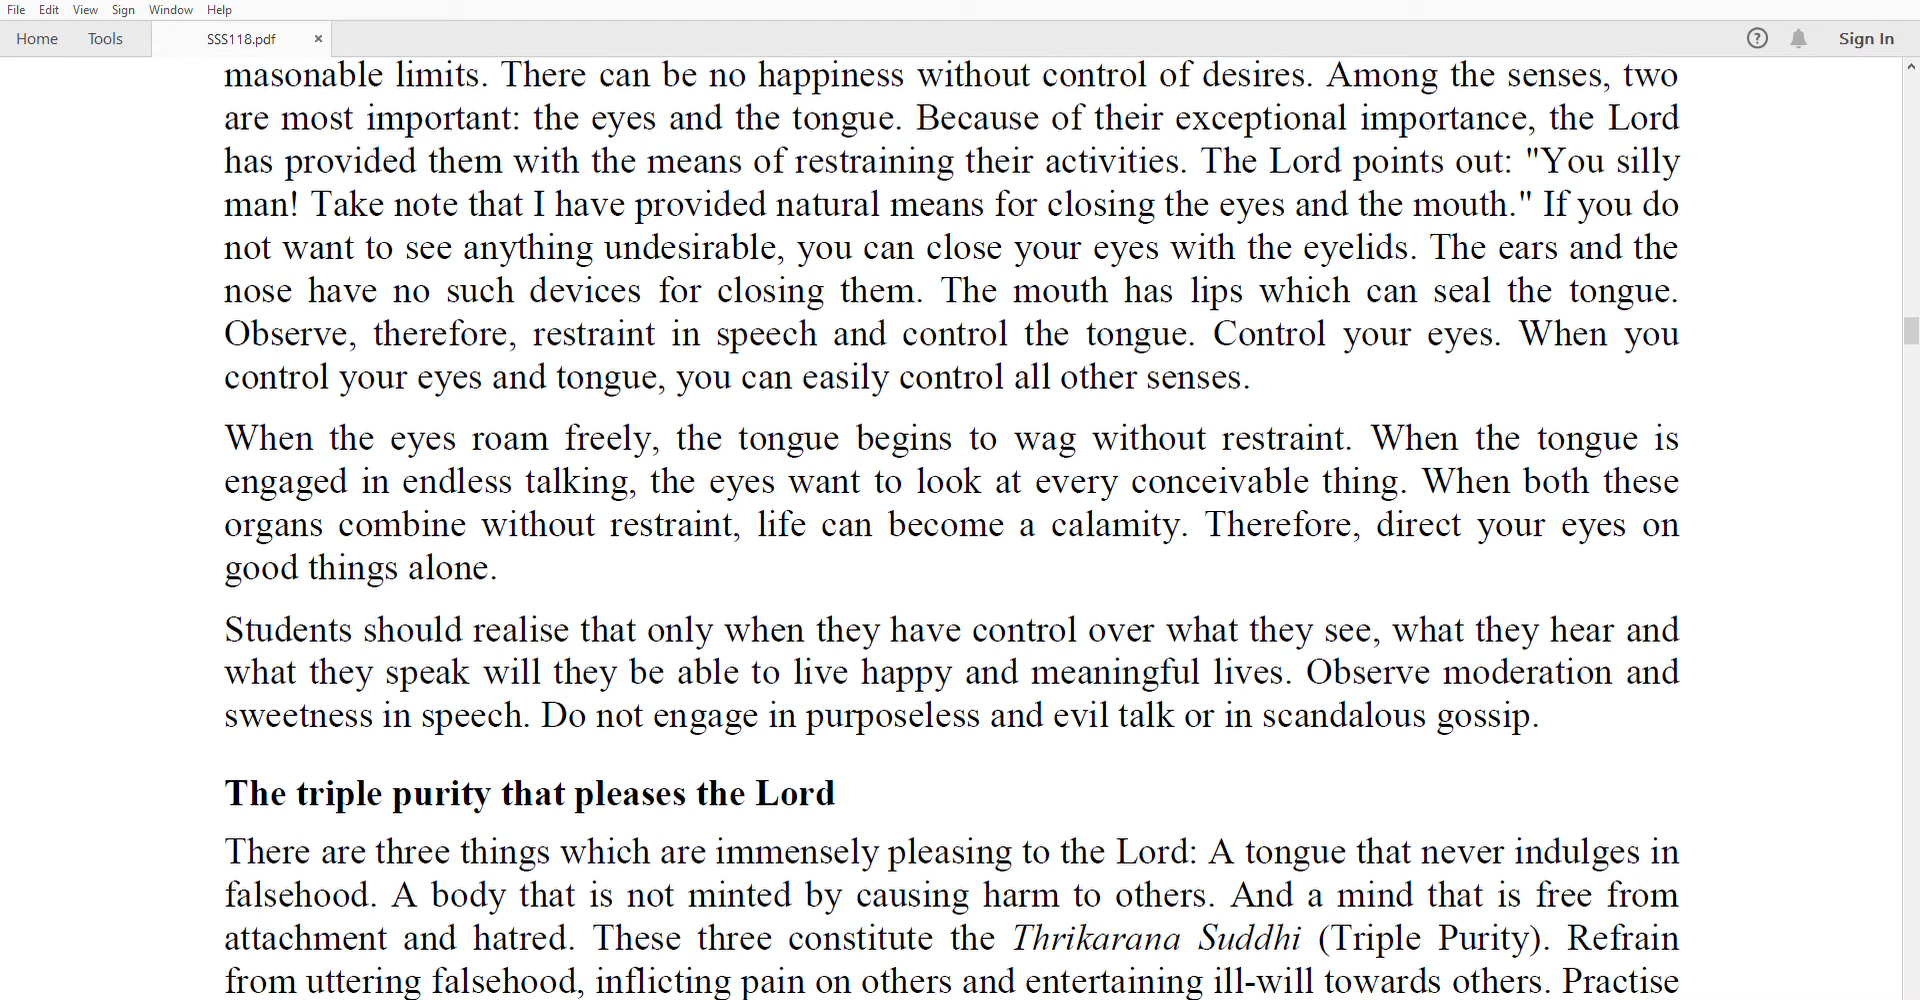 File Edit View Sign Window Help
Home Tools SSS118.pdf × ? Sign In
masonable limits. There can be no happiness without control of desires. Among the senses, two
are most important: the eyes and the tongue. Because of their exceptional importance, the Lord
has provided them with the means of restraining their activities. The Lord points out: "You silly
man! Take note that I have provided natural means for closing the eyes and the mouth." If you do
not want to see anything undesirable, you can close your eyes with the eyelids. The ears and the
nose have no such devices for closing them. The mouth has lips which can seal the tongue.
Observe, therefore, restraint in speech and control the tongue. Control your eyes. When you
control your eyes and tongue, you can easily control all other senses.
When the eyes roam freely, the tongue begins to wag without restraint. When the tongue is
engaged in endless talking, the eyes want to look at every conceivable thing. When both these
organs combine without restraint, life can become a calamity. Therefore, direct your eyes on
good things alone.
Students should realise that only when they have control over what they see, what they hear and
what they speak will they be able to live happy and meaningful lives. Observe moderation and
sweetness in speech. Do not engage in purposeless and evil talk or in scandalous gossip.
The triple purity that pleases the Lord
There are three things which are immensely pleasing to the Lord: A tongue that never indulges in
falsehood. A body that is not minted by causing harm to others. And a mind that is free from
attachment and hatred. These three constitute the Thrikarana Suddhi (Triple Purity). Refrain
from uttering falsehood, inflicting pain on others and entertaining ill-will towards others. Practise